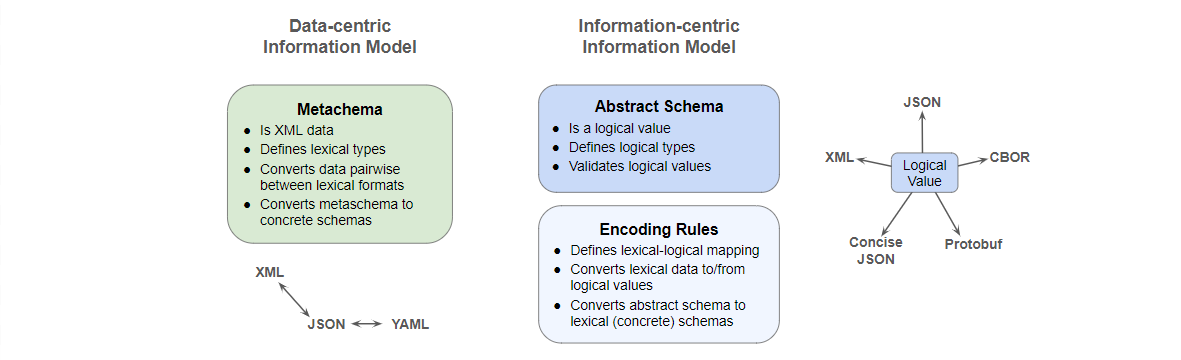 Data-centric
Information Model
Metachema
● Is XML data
● Defines lexical types
● Converts data pairwise
between lexical formats
● Converts metaschema to
concrete schemas
XML
JSON
YAML
Information-centric
Information Model
Abstract Schema
● Is a logical value
● Defines logical types
● Validates logical values
Encoding Rules
● Defines lexical-logical mapping
● Converts lexical data to/from
logical values
● Converts abstract schema to
lexical (concrete) schemas
JSON
XML
Logical
Value
CBOR
Concise
JSON
Protobuf